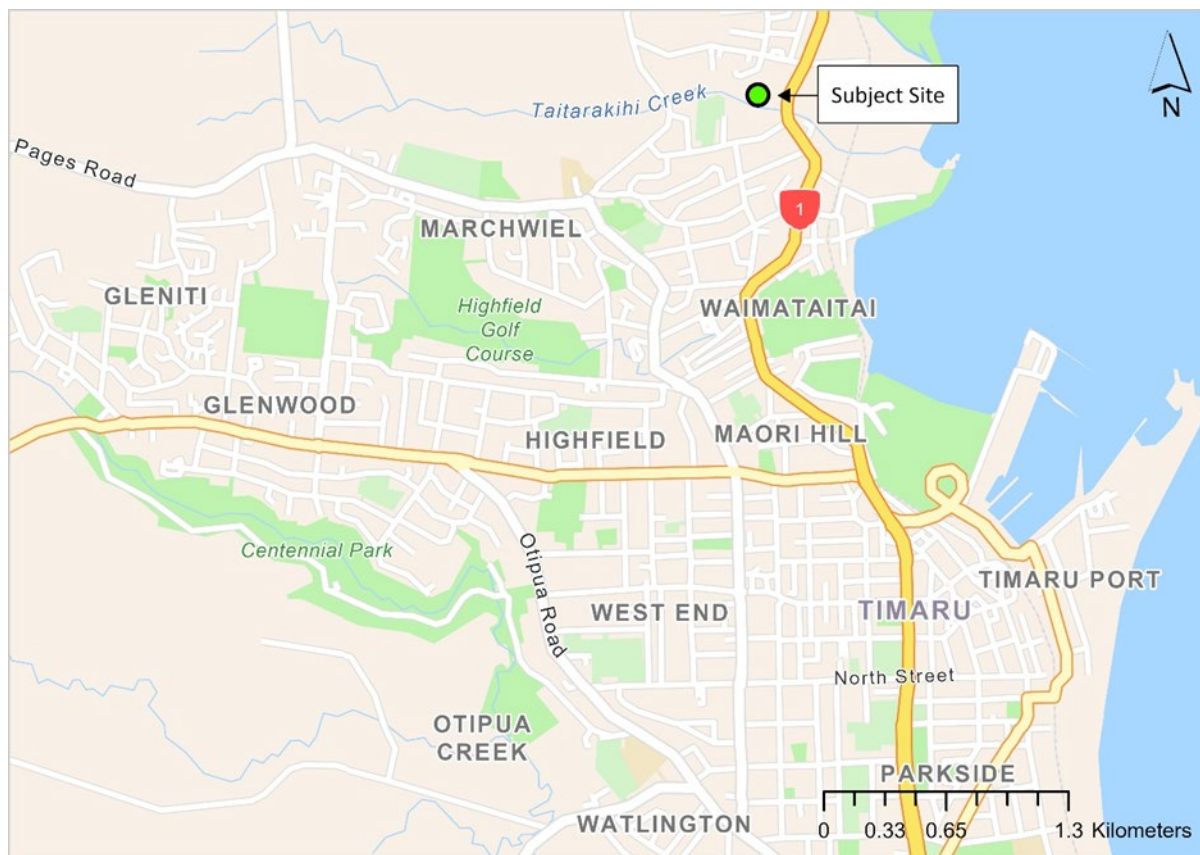 Taitarakihi Creek
Subject Site
N
Pages Road
1
MARCHWIEL
GLENITI
Highfield
Golf
Course
WAIMATAITAI
GLENWOOD
HIGHFIELD
MAORI HILL
Centennial Park
Otipua Road
TIMARU PORT
WEST END
TIMARU
North Street
OTIPUA
CREEK
PARKSIDE
WATLINGTON
0 0.33 0.65 1.3 Kilometers